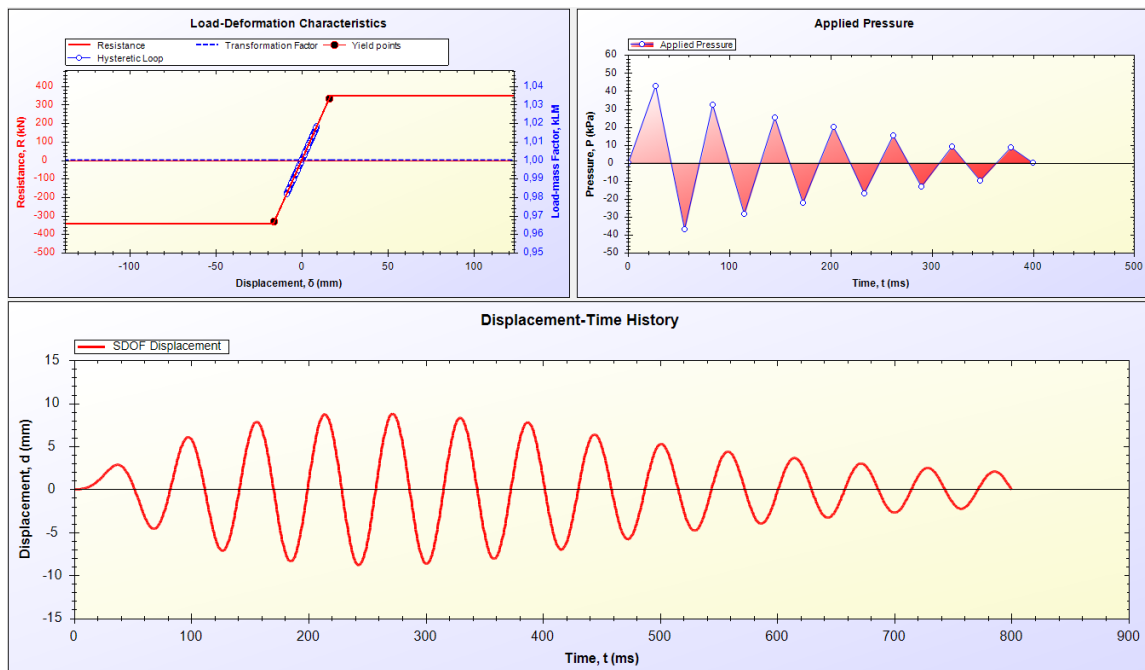 Load-Deformation Characteristics
Resistance
Transformation Factor
Yield points
Hysteretic Loop
Resistance, R (kN)
400
300
200
100
0
-100
-200
-300
-400
-500
1,04
1,03
1,02
1,01
1,00
0,99
0,98
0,97
0,96
0,95
Load-mass Factor, kLM
-100 -50 0 50 100
Displacement, δ (mm)
Applied Pressure
Applied Pressure
Pressure, P (kPa)
60
50
40
30
20
10
0
-10
-20
-30
-40
-50
0 100 200 300 400 500
Time, t (ms)
Displacement-Time History
SDOF Displacement
Displacement, d (mm)
15
10
5
0
-5
-10
-15
0 100 200 300 400 500 600 700 800 900
Time, t (ms)